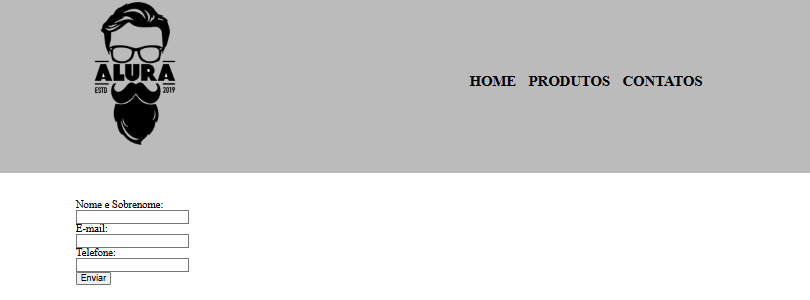 ALURA
ESTD 2019
HOME PRODUTOS CONTATOS
Nome e Sobrenome:
E-mail:
Telefone:
Enviar